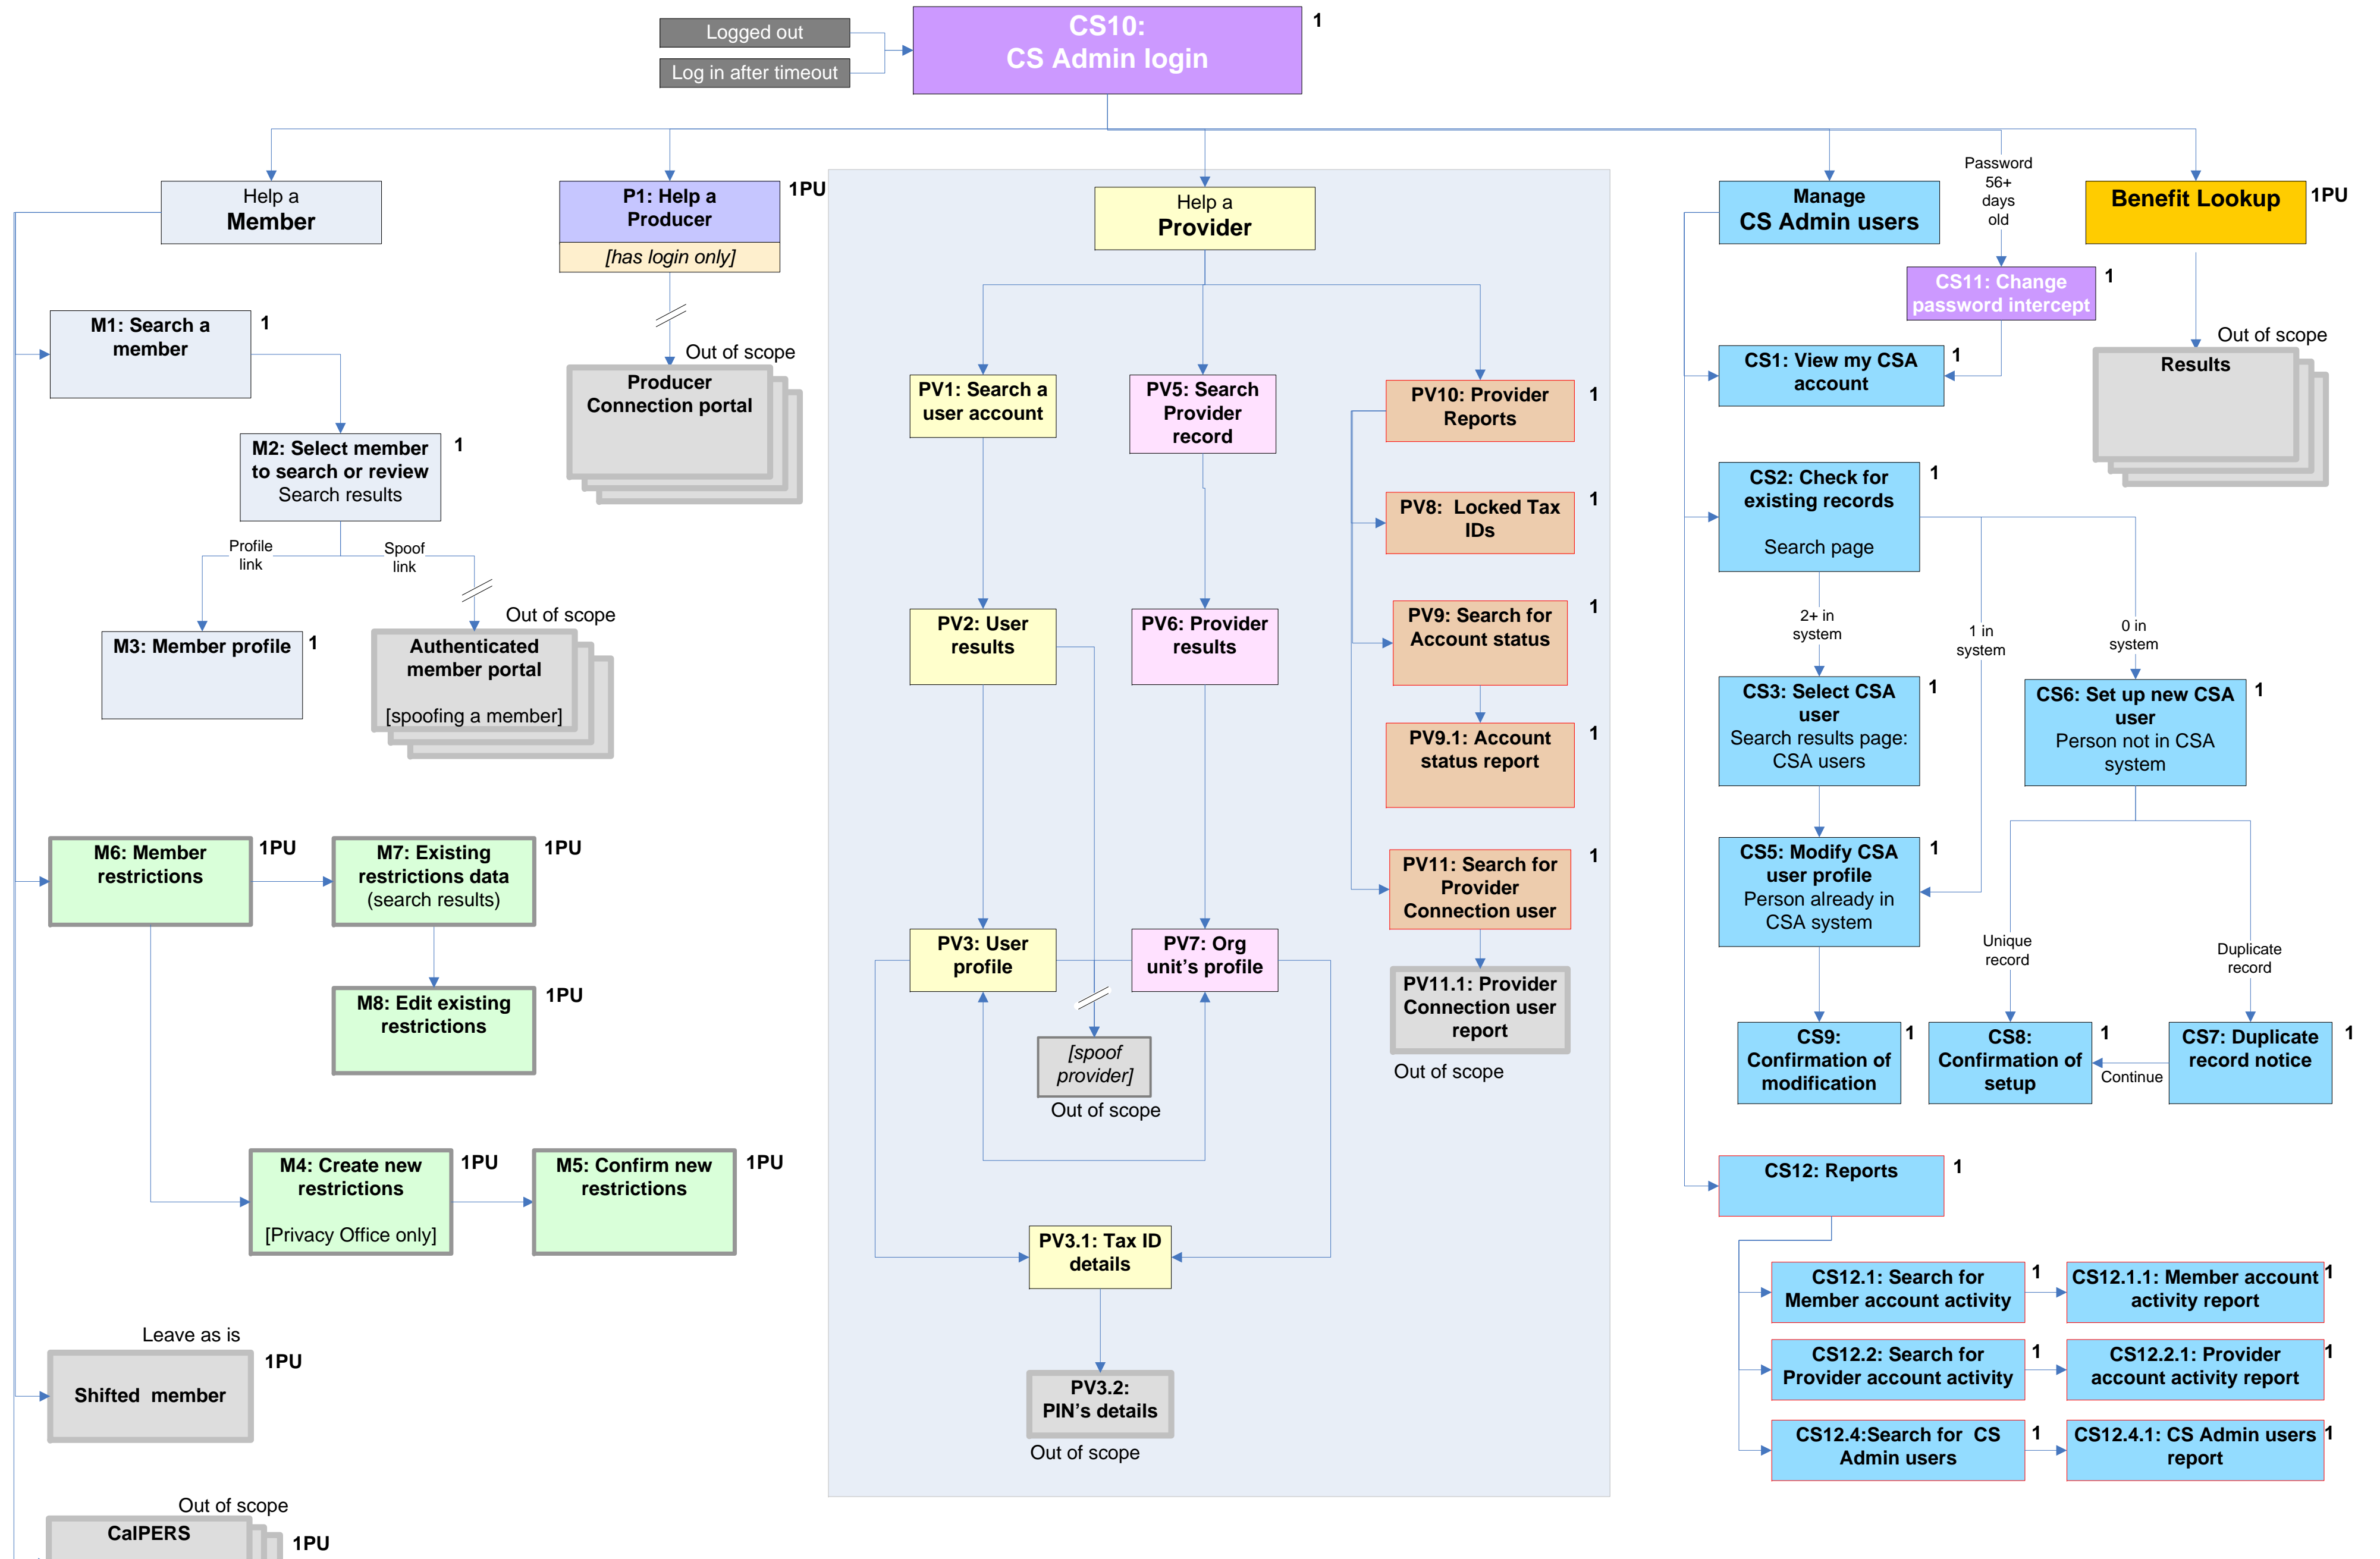 Logged out
Log in after timeout
CS10:
CS Admin login
1
Help a
Member
P1: Help a
Producer
[has login only]
1PU
Help a
Provider
Manage
CS Admin users
Password
56+
days
old
Benefit Lookup
1PU
CS11: Change
password intercept
1
M1: Search a
member
1
Out of scope
Producer
Connection portal
M2: Select member
to search or review
Search results
1
Profile
link
Spoof
link
M3: Member profile
1
Out of scope
Authenticated
member portal
[spoofing a member]
M6: Member
restrictions
1PU
M7: Existing
restrictions data
(search results)
1PU
M8: Edit existing
restrictions
1PU
M4: Create new
restrictions
[Privacy Office only]
1PU
M5: Confirm new
restrictions
1PU
Leave as is
Shifted  member
1PU
Out of scope
CalPERS
1PU
PV1: Search a
user account
PV5: Search
Provider
record
PV10: Provider
Reports
1
PV8:  Locked Tax
IDs
1
PV2: User
results
PV6: Provider
results
PV9: Search for
Account status
1
PV9.1: Account
status report
1
PV11: Search for
Provider
Connection user
1
PV3: User
profile
PV7: Org
unit’s profile
PV11.1: Provider
Connection user
report
Out of scope
[spoof
provider]
Out of scope
PV3.1: Tax ID
details
PV3.2:
PIN’s details
Out of scope
CS1: View my CSA
account
1
Out of scope
Results
CS2: Check for
existing records
Search page
1
2+ in
system
1 in
system
0 in
system
CS3: Select CSA
user
Search results page:
CSA users
1
CS6: Set up new CSA
user
Person not in CSA
system
1
CS5: Modify CSA
user profile
Person already in
CSA system
1
Unique
record
Duplicate
record
CS9:
Confirmation of
modification
1
CS8:
Confirmation of
setup
1
Continue
CS7: Duplicate
record notice
1
CS12: Reports
1
CS12.1: Search for
Member account activity
1
CS12.1.1: Member account
activity report
1
CS12.2: Search for
Provider account activity
1
CS12.2.1: Provider
account activity report
1
CS12.4:Search for  CS
Admin users
1
CS12.4.1: CS Admin users
report
1